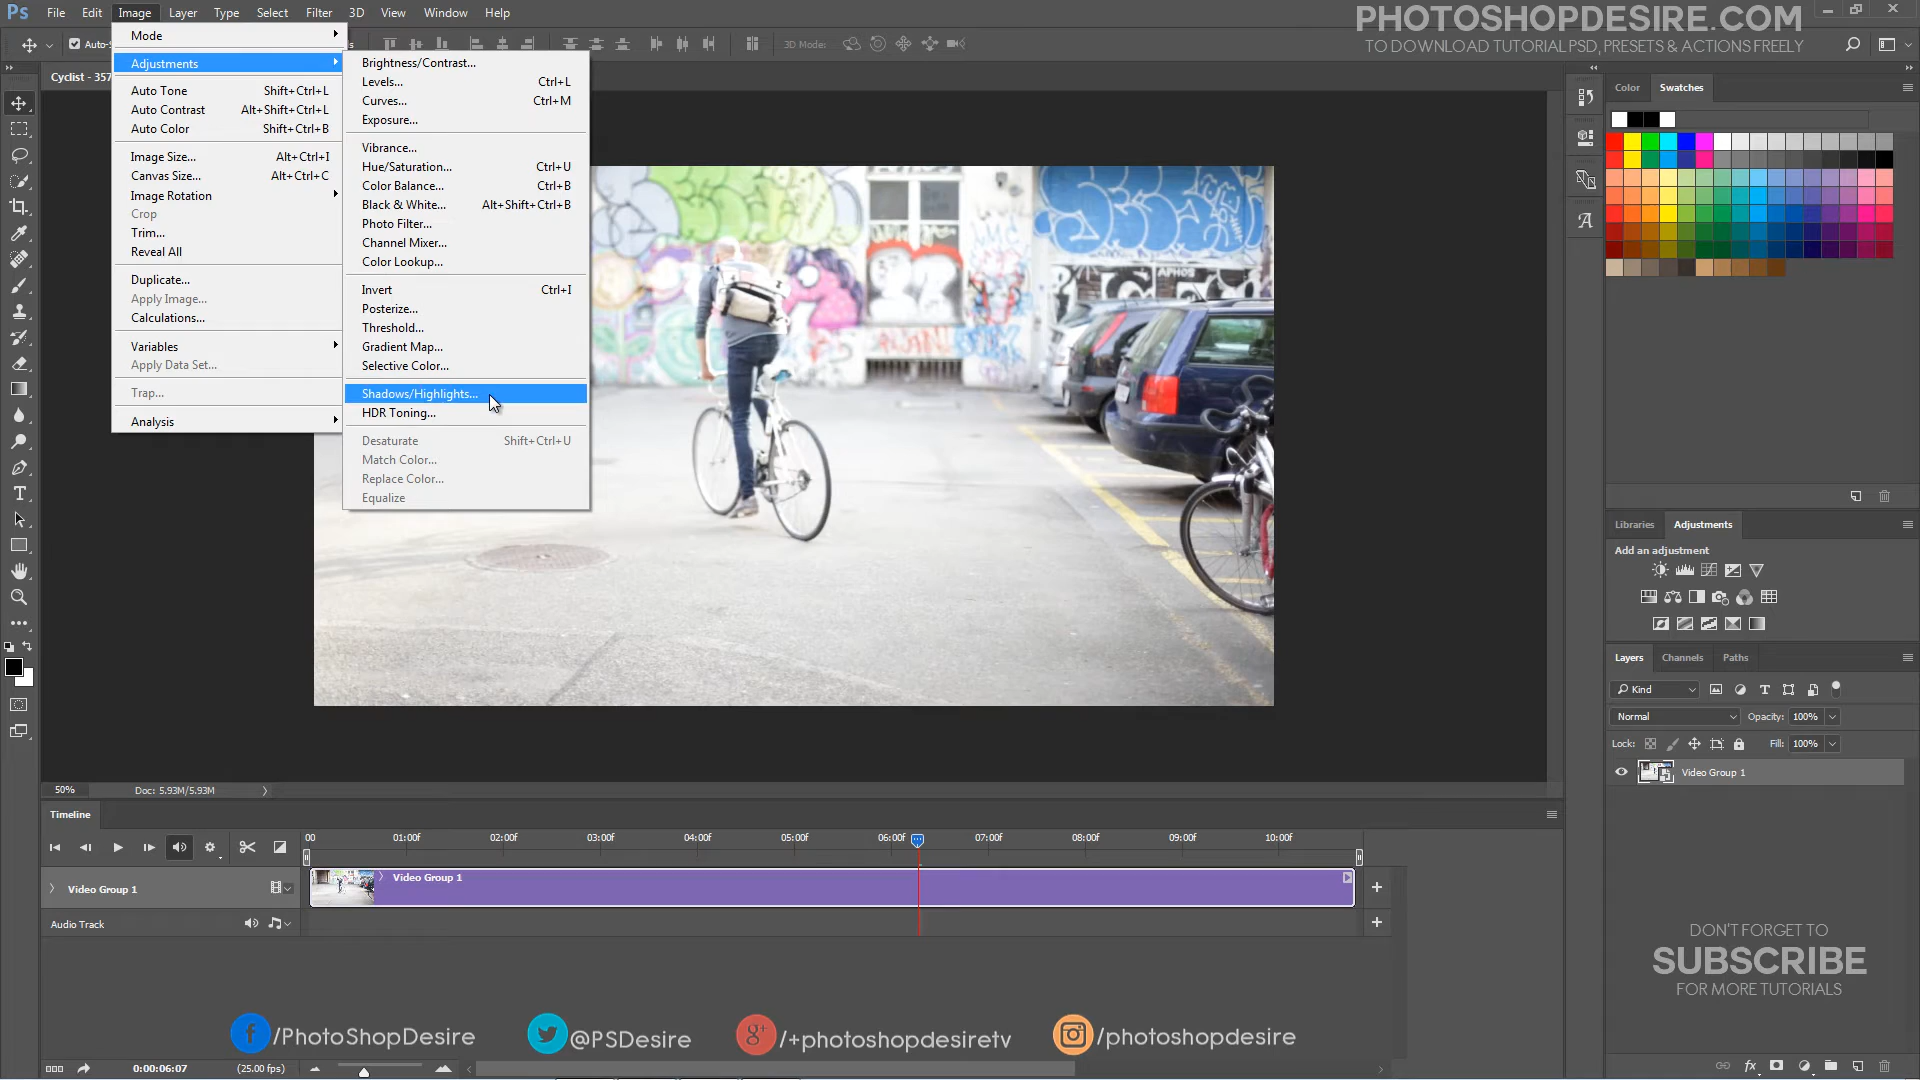 Ps File Edit Image Layer Type Select Filter 3D View Window Help
PHOTOSHOPDESIRE.COM
TO DOWNLOAD TUTORIAL PSD, PRESETS & ACTIONS FREELY
Auto-S
3D Mode:
Cyclist - 357
Mode
Adjustments
Auto Tone Shift+Ctrl+L
Auto Contrast Alt+Shift+Ctrl+L
Auto Color Shift+Ctrl+B
Image Size... Alt+Ctrl+I
Canvas Size... Alt+Ctrl+C
Image Rotation
Crop
Trim...
Reveal All
Duplicate...
Apply Image...
Calculations...
Variables
Apply Data Set...
Trap...
Analysis
Brightness/Contrast...
Levels... Ctrl+L
Curves... Ctrl+M
Exposure...
Vibrance...
Hue/Saturation... Ctrl+U
Color Balance... Ctrl+B
Black & White... Alt+Shift+Ctrl+B
Photo Filter...
Channel Mixer...
Color Lookup...
Invert Ctrl+I
Posterize...
Threshold...
Gradient Map...
Selective Color...
Shadows/Highlights...
HDR Toning...
Desaturate Shift+Ctrl+U
Match Color...
Replace Color...
Equalize
Color Swatches
Libraries Adjustments
Add an adjustment
Layers Channels Paths
Kind
Normal Opacity: 100%
Lock: Fill: 100%
Video Group 1
50% Doc: 5.93M/5.93M
Timeline
00 01:00f 02:00f 03:00f 04:00f 05:00f 06:00f 07:00f 08:00f 09:00f 10:00f
Video Group 1
Video Group 1
Audio Track
DON'T FORGET TO
SUBSCRIBE
FOR MORE TUTORIALS
/PhotoShopDesire @PSDesire /+photoshopdesiretv /photoshopdesire
0:00:06:07 (25.00 fps)
fx